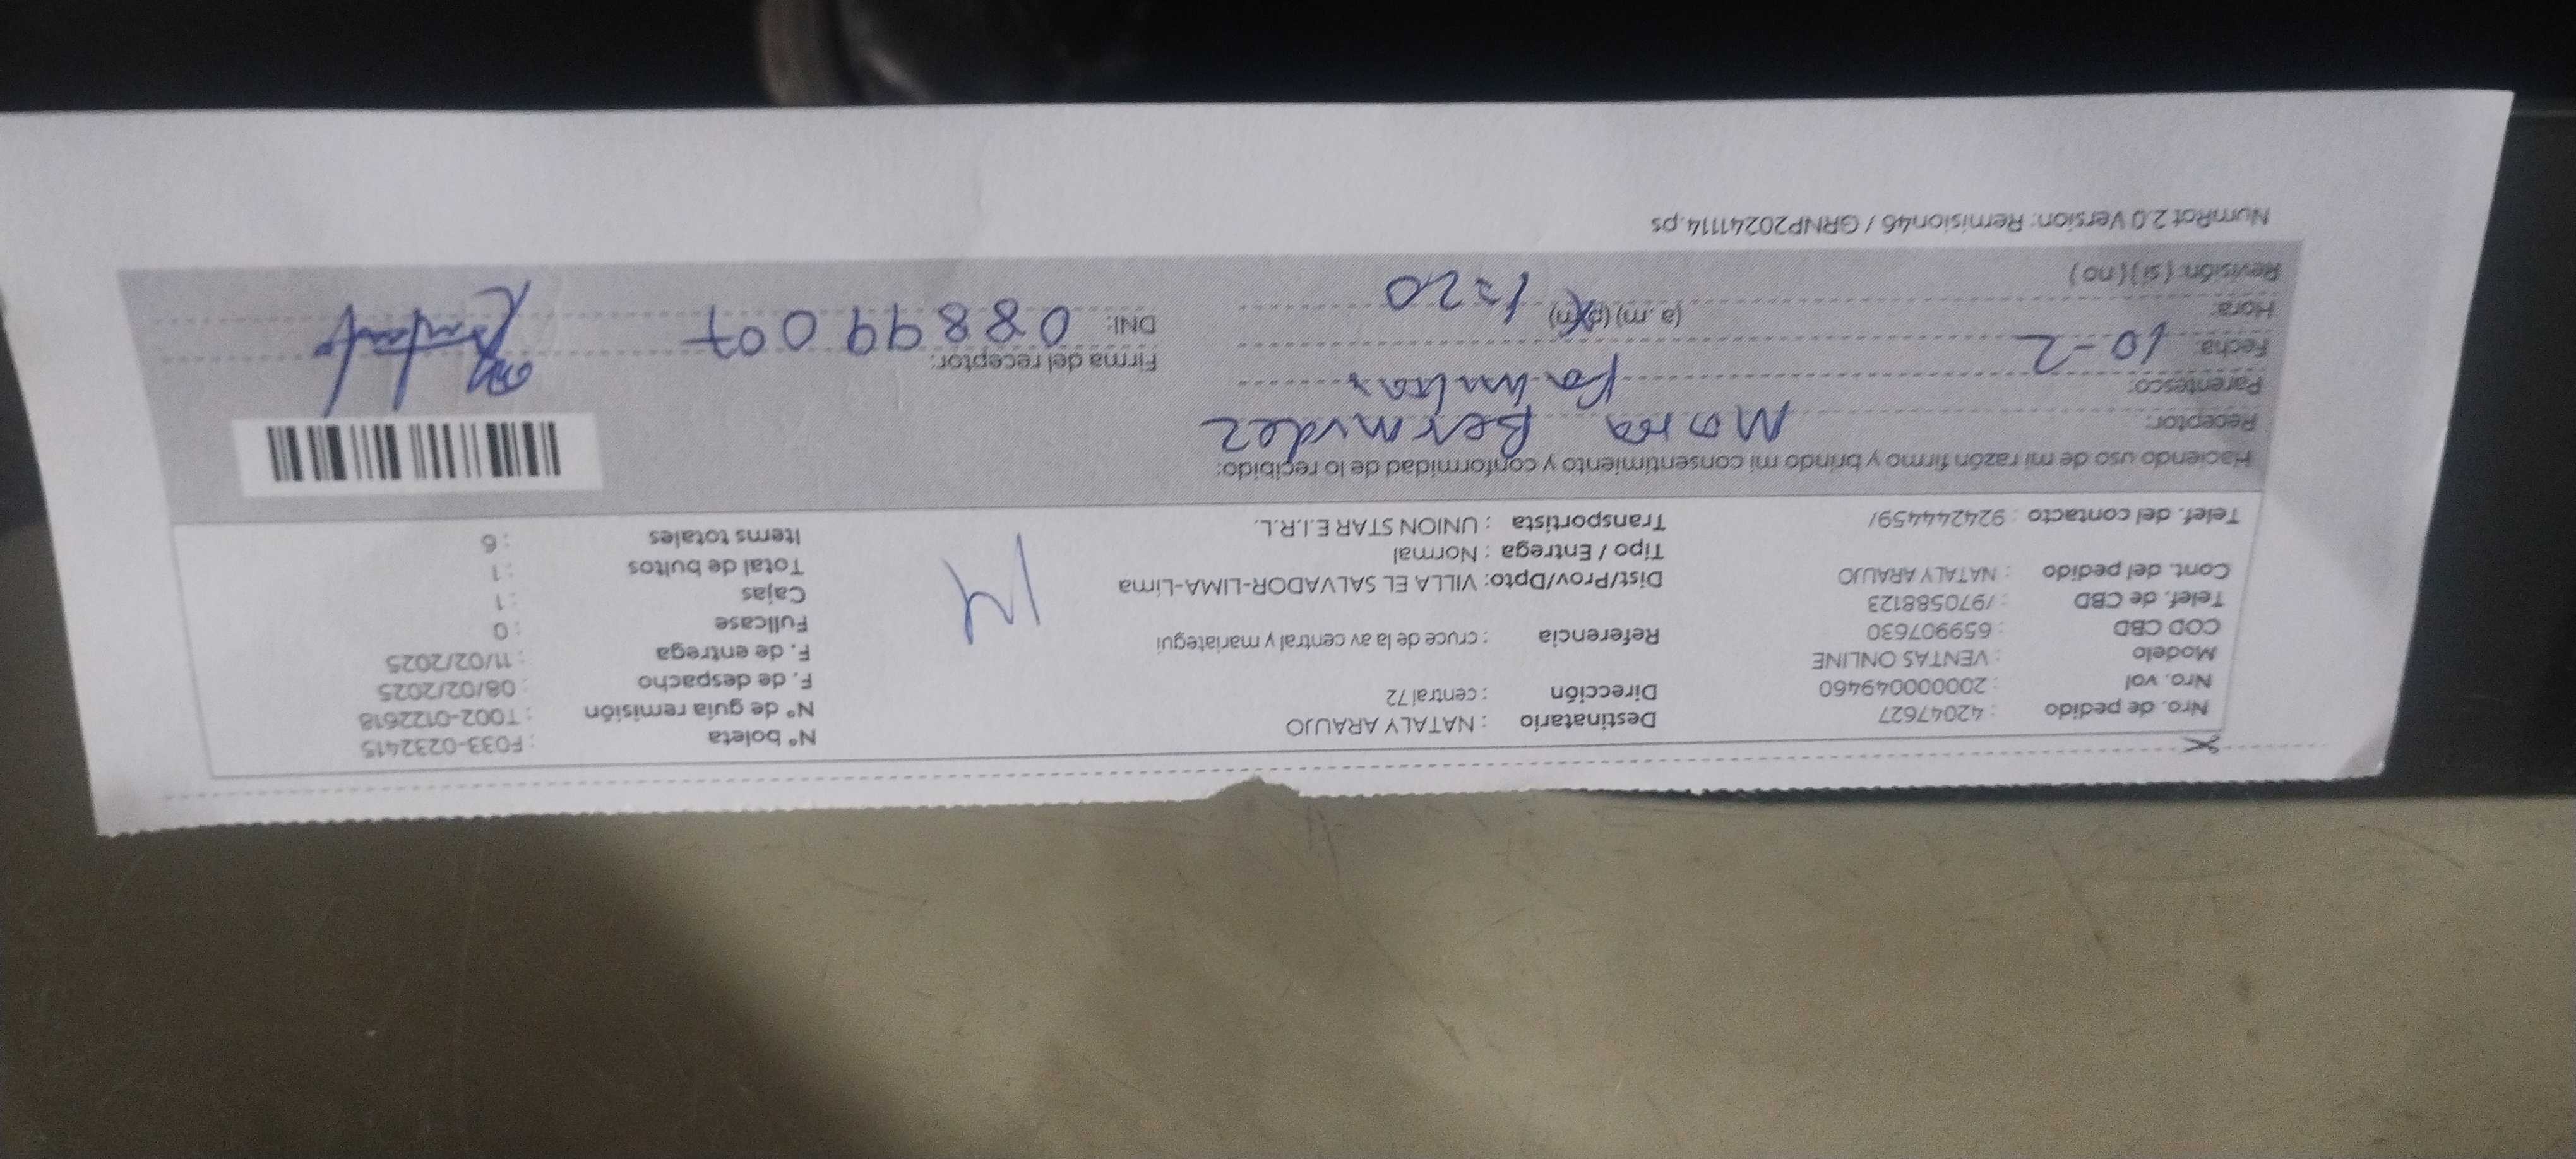 Nro. de pedido : 42047627
Nro. vol : 20000004946​0
Modelo : VENTAS ONLINE
COD CBD : 659907630
Telef. de CBD : /970588123
Cont. del pedido : NATALY ARAUJO
Telef. del contacto : 924244459/
Destinatario : NATALY ARAUJO
Dirección : central 72
Referencia : cruce de la av central y mariategui
Dist/Prov/Dpto: VILLA EL SALVADOR-LIMA-Lima
Tipo / Entrega : Normal
Transportista : UNION STAR E.I.R.L.
14
N° boleta : F033-0232415
N° de guia remisión : T002-0122618
F. de despacho : 08/02/2025
F. de entrega : 11/02/2025
Fullcase : 0
Cajas : 1
Total de bultos : 1
Items totales : 6
Haciendo uso de mi razón firmo y brindo mi consentimiento y conformidad de lo recibido:
Receptor: Bermudez
Parentesco:
Fecha: 10-2
Hora: (a.m) (p.m) 1:20
Revisión: (si) (no)
Firma del receptor:
DNI: 08899007
NumRot 2.0 Version: Remision46 / GRNP20241114.ps